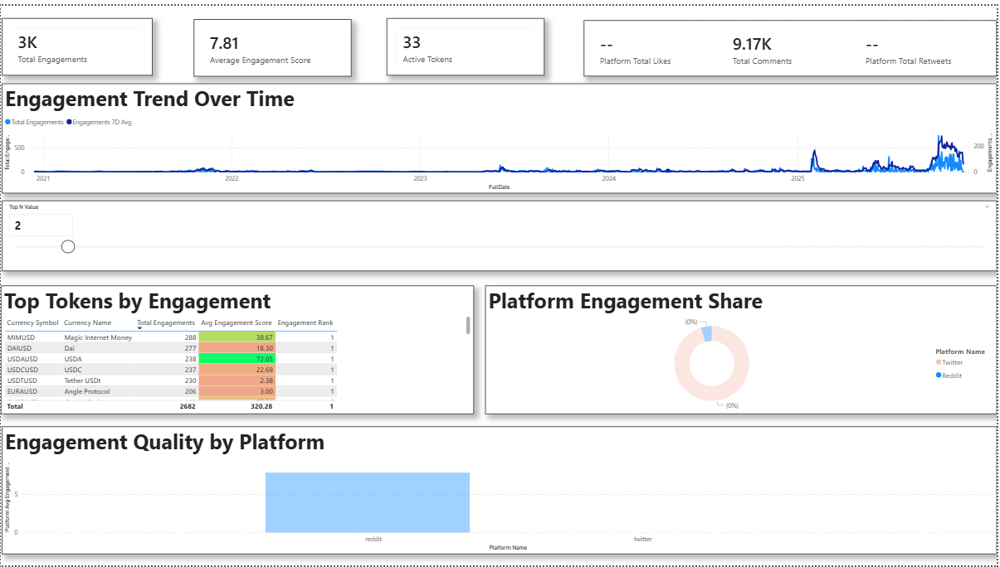 3K
Total Engagements
7.81
Average Engagement Score
33
Active Tokens
--
Platform Total Likes
9.17K
Total Comments
--
Platform Total Retweets
Engagement Trend Over Time
Total Engagements Engagements 7D Avg
Total Engage...
500
0
200
0
Engagements ...
2021 2022 2023 2024 2025
FullDate
Top N Value
2
Top Tokens by Engagement
Currency Symbol Currency Name Total Engagements Avg Engagement Score Engagement Rank
MIMUSD Magic Internet Money 288 38.67 1
DAIUSD Dai 277 18.30 1
USDAUSD USDA 238 72.05 1
USDCUSD USDC 237 22.69 1
USDTUSD Tether USDt 230 2.38 1
EURAUSD Angle Protocol 206 3.00 1
Total 2682 320.28 1
Platform Engagement Share
(0%)
(0%)
Platform Name
Twitter
Reddit
Engagement Quality by Platform
Platform Avg Engagement...
5
0
reddit twitter
Platform Name